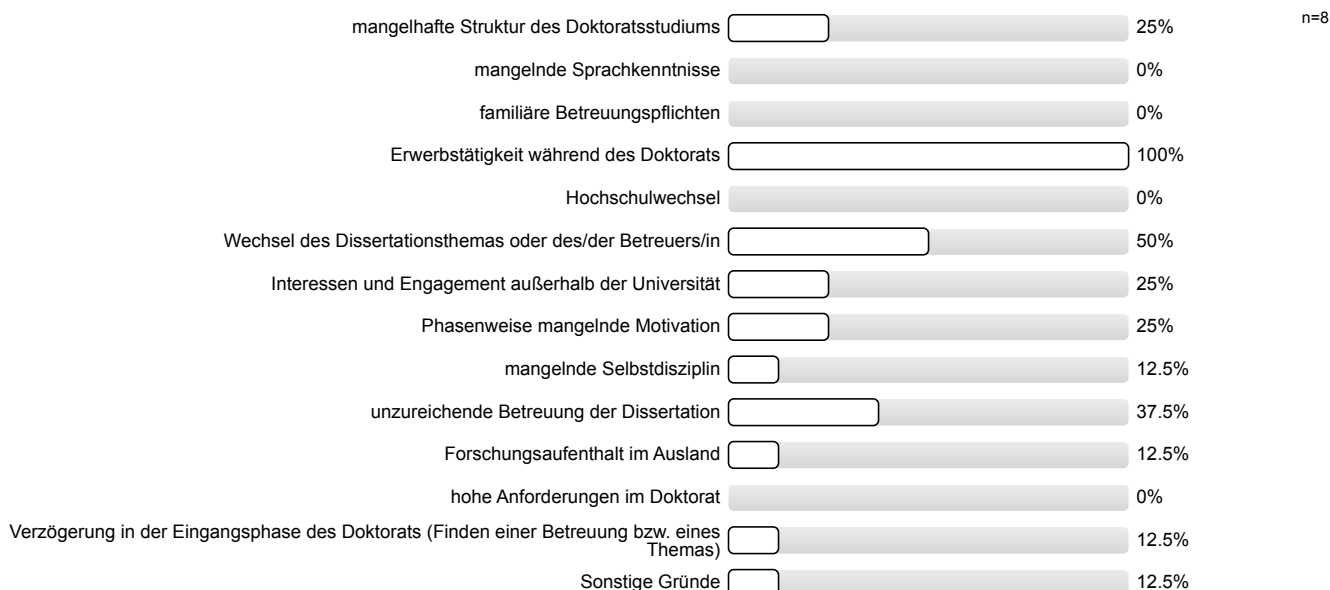 mangelhafte Struktur des Doktoratsstudiums 25% n=8
mangelnde Sprachkenntnisse 0%
familiäre Betreuungspflichten 0%
Erwerbstätigkeit während des Doktorats 100%
Hochschulwechsel 0%
Wechsel des Dissertationsthemas oder des/der Betreuers/in 50%
Interessen und Engagement außerhalb der Universität 25%
Phasenweise mangelnde Motivation 25%
mangelnde Selbstdisziplin 12.5%
unzureichende Betreuung der Dissertation 37.5%
Forschungsaufenthalt im Ausland 12.5%
hohe Anforderungen im Doktorat 0%
Verzögerung in der Eingangsphase des Doktorats (Finden einer Betreuung bzw. eines
Themas) 12.5%
Sonstige Gründe 12.5%